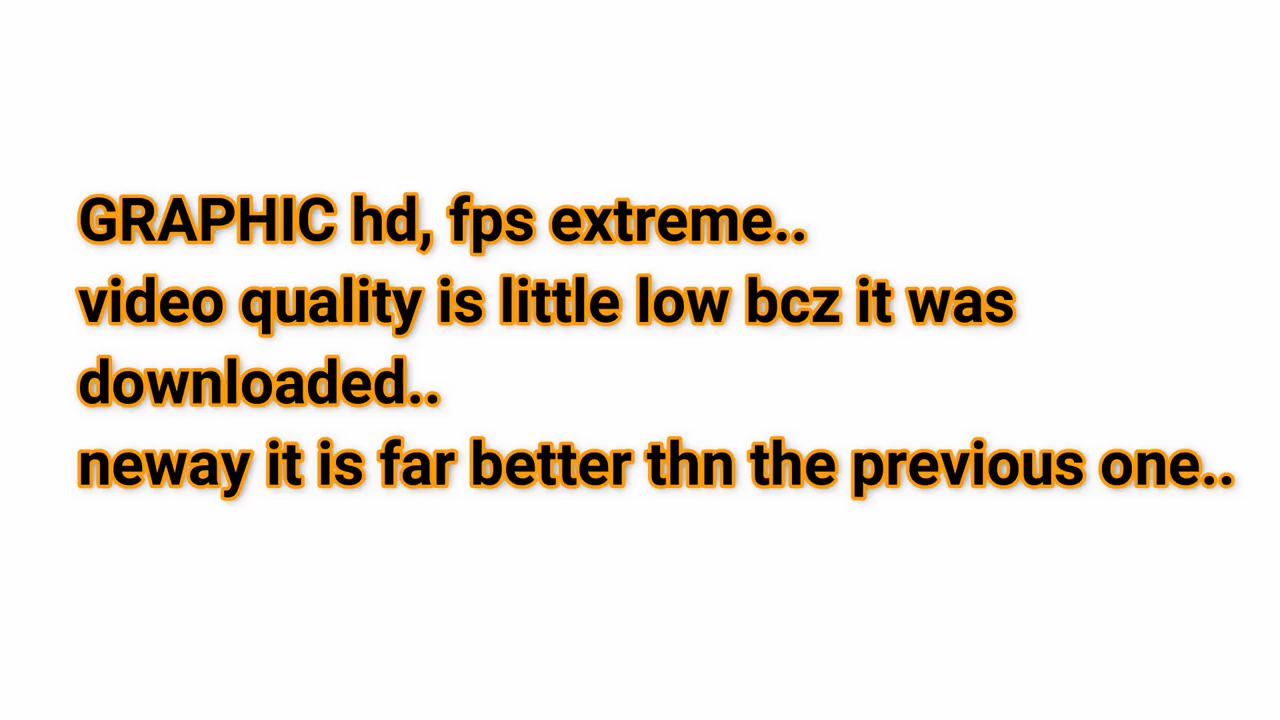 GRAPHIC hd, fps extreme..
video quality is little low bcz it was
downloaded..
neway it is far better thn the previous one..